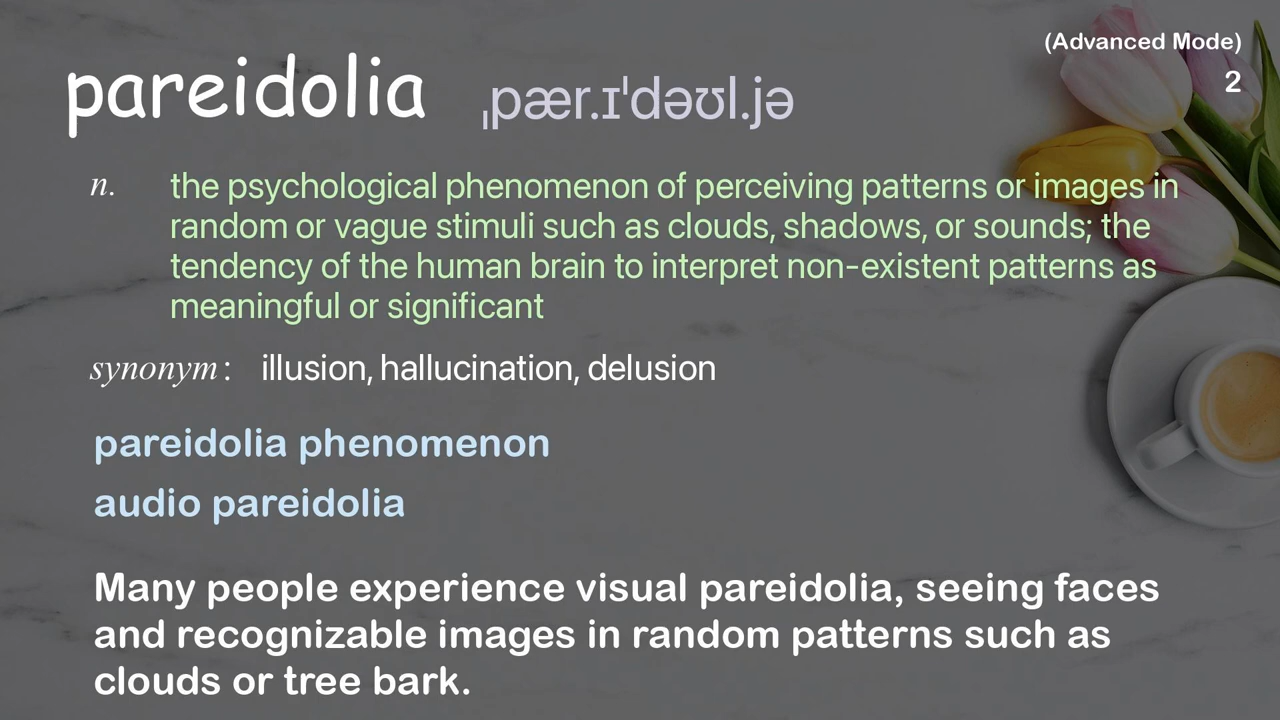 (Advanced Mode)
2
pareidolia ˌpær.ɪˈdəʊl.jə
n. the psychological phenomenon of perceiving patterns or images in
random or vague stimuli such as clouds, shadows, or sounds; the
tendency of the human brain to interpret non-existent patterns as
meaningful or significant
synonym: illusion, hallucination, delusion
pareidolia phenomenon
audio pareidolia
Many people experience visual pareidolia, seeing faces
and recognizable images in random patterns such as
clouds or tree bark.